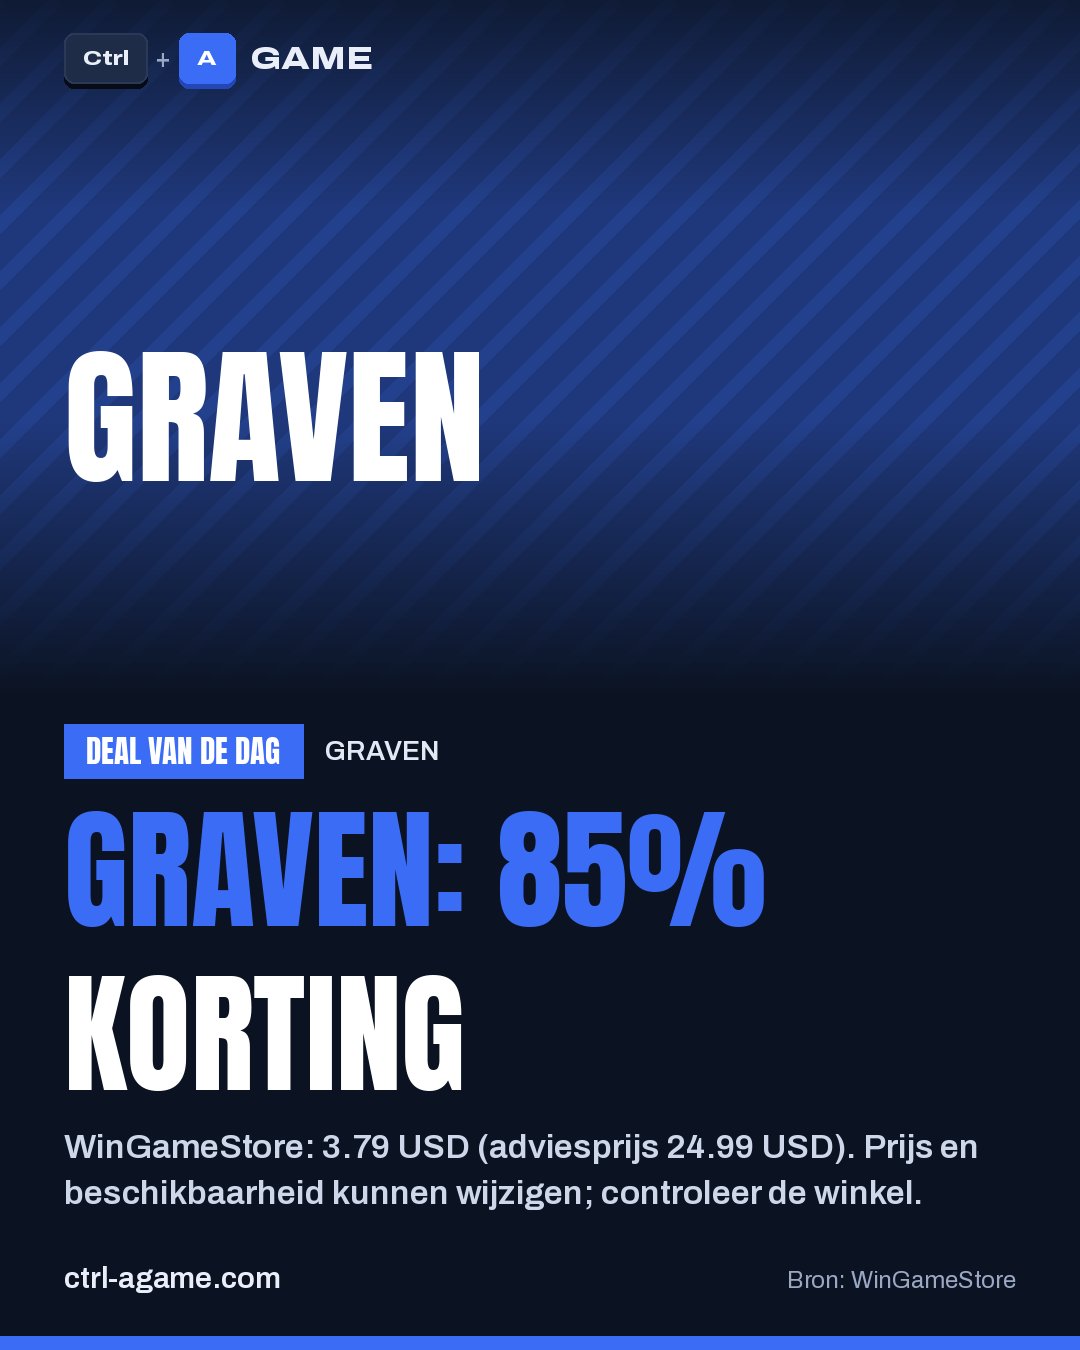 Ctrl + A GAME
GRAVEN
DEAL VAN DE DAG GRAVEN
GRAVEN: 85%
KORTING
WinGameStore: 3.79 USD (adviesprijs 24.99 USD). Prijs en
beschikbaarheid kunnen wijzigen; controleer de winkel.
ctrl-agame.com Bron: WinGameStore